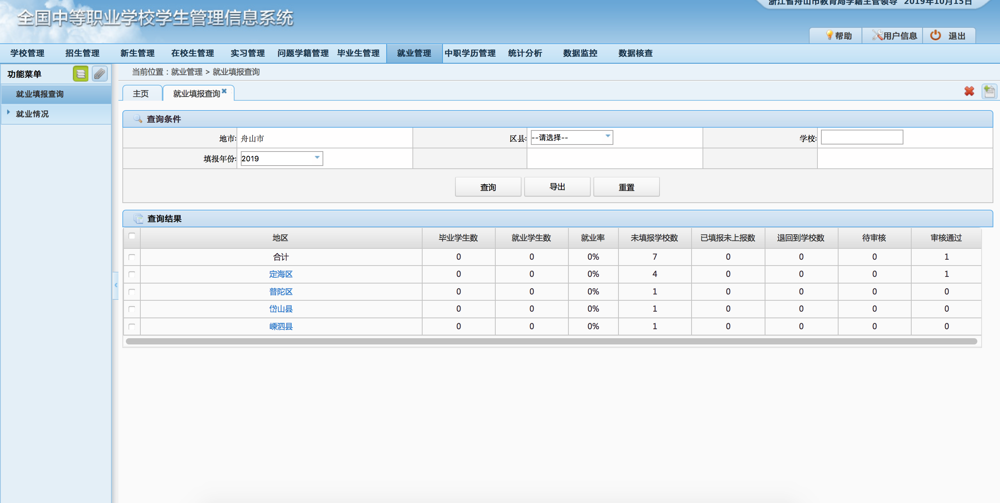 浙江省舟山市教育局学籍主管领导 2019年10月15日
全国中等职业学校学生管理信息系统
帮助 用户信息 退出
学校管理 招生管理 新生管理 在校生管理 实习管理 问题学籍管理 毕业生管理 就业管理 中职学历管理 统计分析 数据监控 数据核查
功能菜单
就业填报查询
就业情况
当前位置：就业管理 > 就业填报查询
主页 就业填报查询
查询条件
地市: 舟山市 区县: --请选择-- 学校:
填报年份: 2019
查询 导出 重置
查询结果
地区 毕业学生数 就业学生数 就业率 未填报学校数 已填报未上报数 退回到学校数 待审核 审核通过
合计 0 0 0% 7 0 0 0 1
定海区 0 0 0% 4 0 0 0 1
普陀区 0 0 0% 1 0 0 0 0
岱山县 0 0 0% 1 0 0 0 0
嵊泗县 0 0 0% 1 0 0 0 0